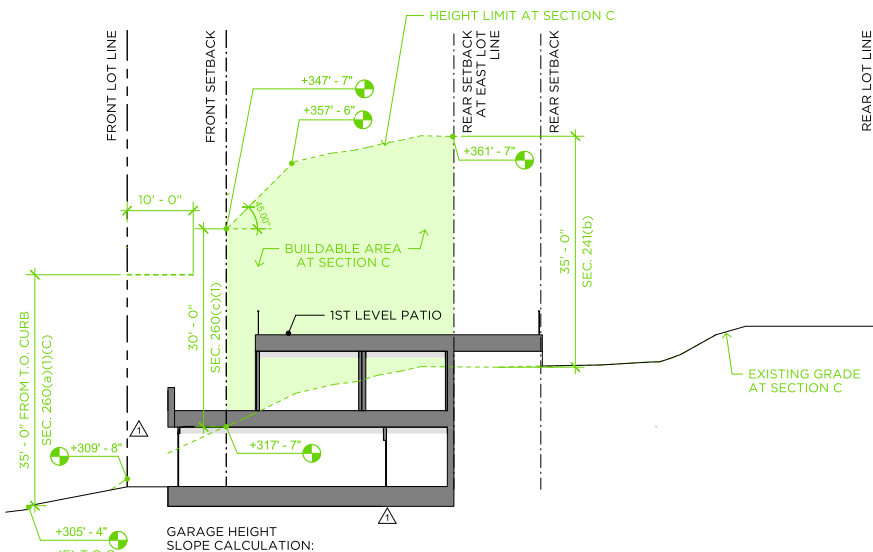 HEIGHT LIMIT AT SECTION C
FRONT LOT LINE
FRONT SETBACK
REAR SETBACK
AT EAST LOT
LINE
REAR SETBACK
REAR LOT LINE
+347' - 7"
+357' - 6"
+361' - 7"
10' - 0"
45.00°
BUILDABLE AREA
AT SECTION C
35' - 0"
SEC. 241(b)
30' - 0"
SEC. 260(c)(1)
1ST LEVEL PATIO
35' - 0" FROM T.O. CURB
SEC. 260(a)(1)(C)
EXISTING GRADE
AT SECTION C
1
+309' - 8"
+317' - 7"
1
+305' - 4"
GARAGE HEIGHT
SLOPE CALCULATION: